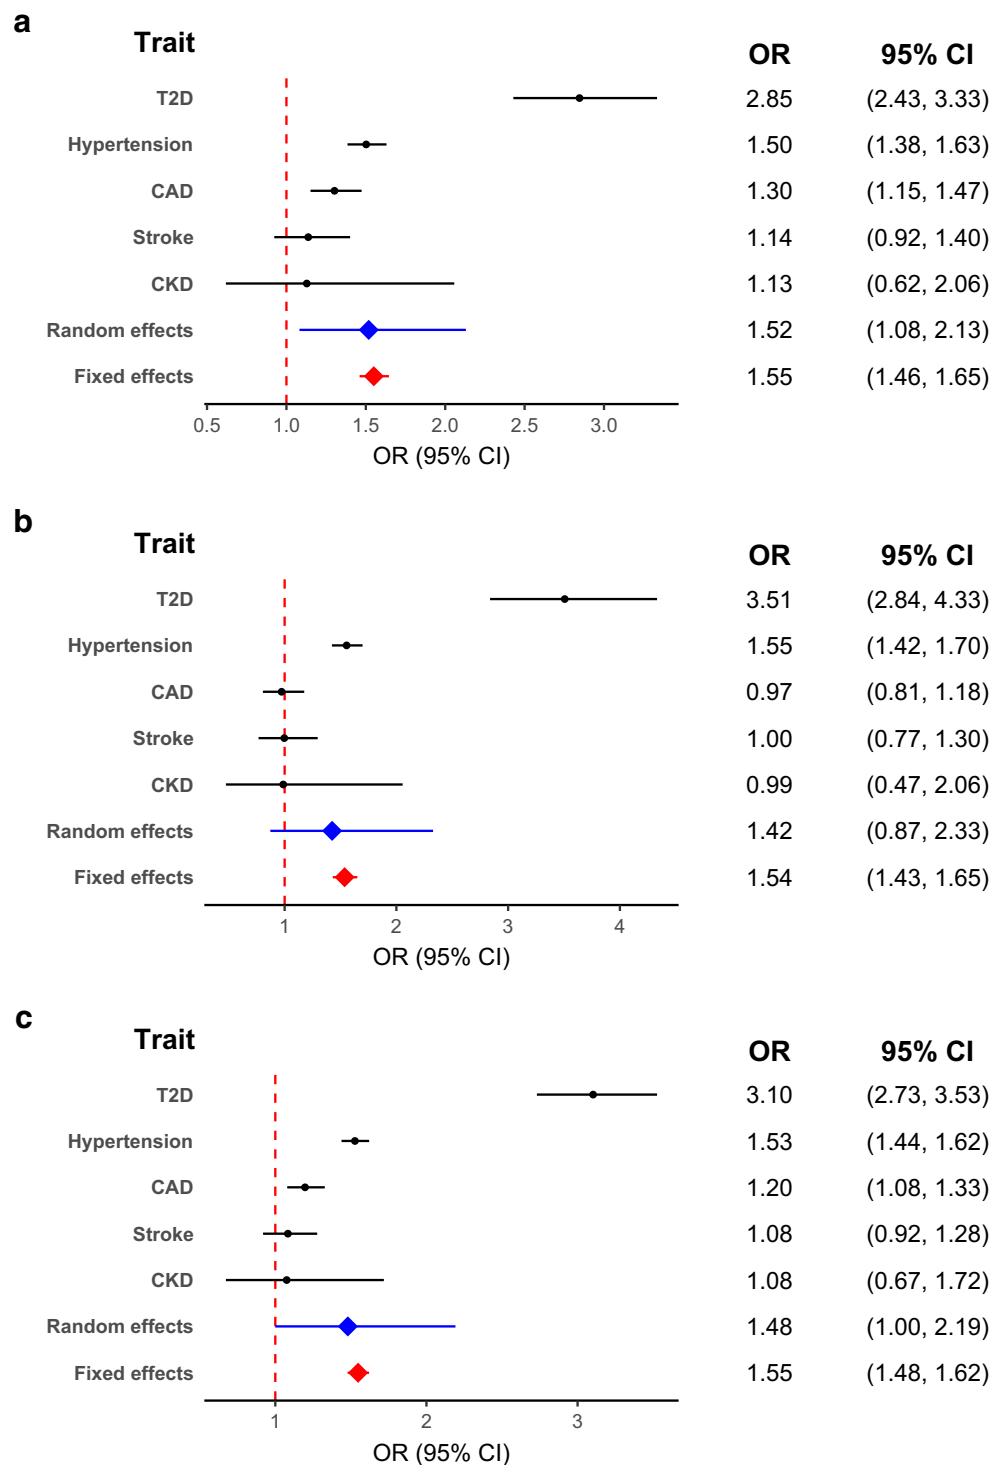 a
Trait OR 95% CI
T2D 2.85 (2.43, 3.33)
Hypertension 1.50 (1.38, 1.63)
CAD 1.30 (1.15, 1.47)
Stroke 1.14 (0.92, 1.40)
CKD 1.13 (0.62, 2.06)
Random effects 1.52 (1.08, 2.13)
Fixed effects 1.55 (1.46, 1.65)
0.5 1.0 1.5 2.0 2.5 3.0
OR (95% CI)
b
Trait OR 95% CI
T2D 3.51 (2.84, 4.33)
Hypertension 1.55 (1.42, 1.70)
CAD 0.97 (0.81, 1.18)
Stroke 1.00 (0.77, 1.30)
CKD 0.99 (0.47, 2.06)
Random effects 1.42 (0.87, 2.33)
Fixed effects 1.54 (1.43, 1.65)
1 2 3 4
OR (95% CI)
c
Trait OR 95% CI
T2D 3.10 (2.73, 3.53)
Hypertension 1.53 (1.44, 1.62)
CAD 1.20 (1.08, 1.33)
Stroke 1.08 (0.92, 1.28)
CKD 1.08 (0.67, 1.72)
Random effects 1.48 (1.00, 2.19)
Fixed effects 1.55 (1.48, 1.62)
1 2 3
OR (95% CI)